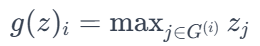 g(z)_i = max_{j∈G^{(i)}} z_j